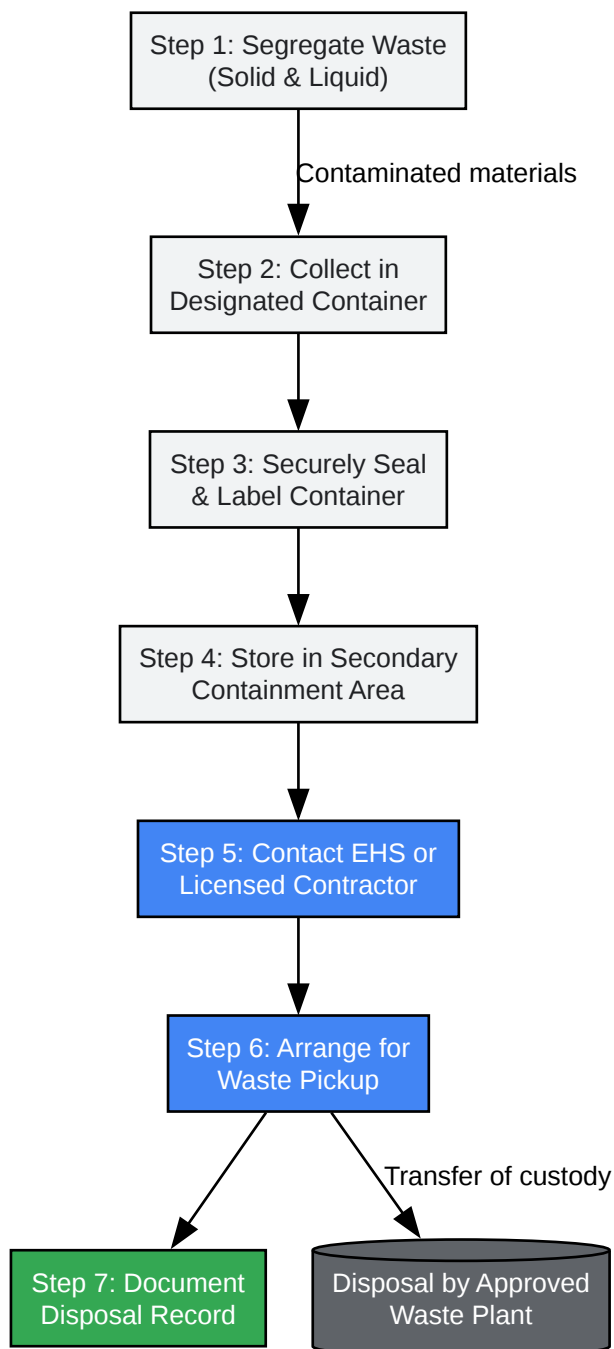 Step 1: Segregate Waste
(Solid & Liquid)
Contaminated materials
Step 2: Collect in
Designated Container
Step 3: Securely Seal
& Label Container
Step 4: Store in Secondary
Containment Area
Step 5: Contact EHS or
Licensed Contractor
Step 6: Arrange for
Waste Pickup
Transfer of custody
Step 7: Document
Disposal Record
Disposal by Approved
Waste Plant